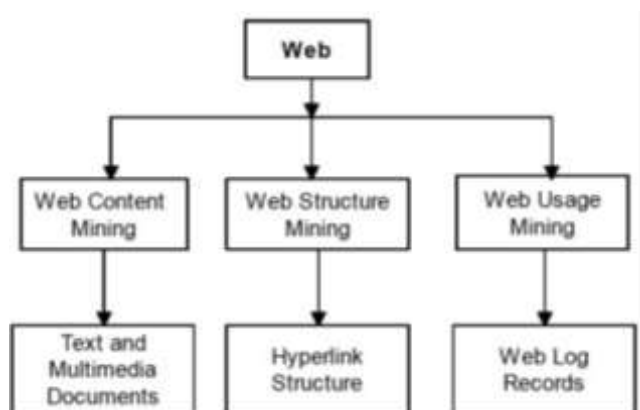 Web
Web Content
Mining
Web Structure
Mining
Web Usage
Mining
Text and
Multimedia
Documents
Hyperlink
Structure
Web Log
Records